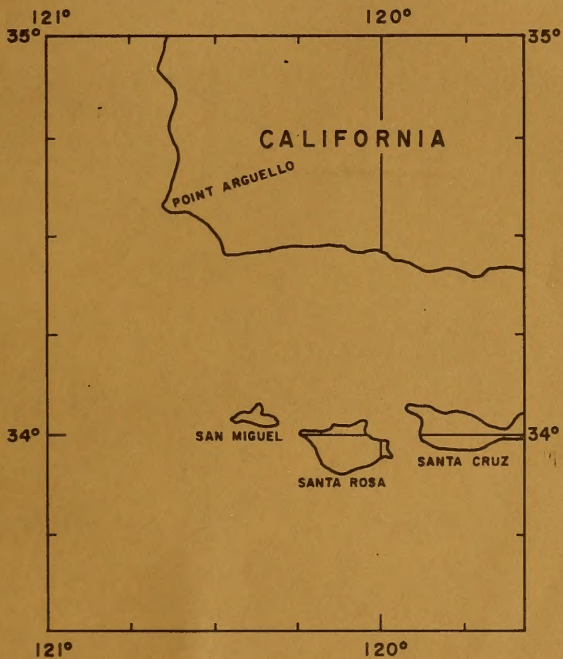 121° 120°
35° 35°
CALIFORNIA
POINT ARGUELLO
34° 34°
SAN MIGUEL
SANTA CRUZ
SANTA ROSA
121° 120°